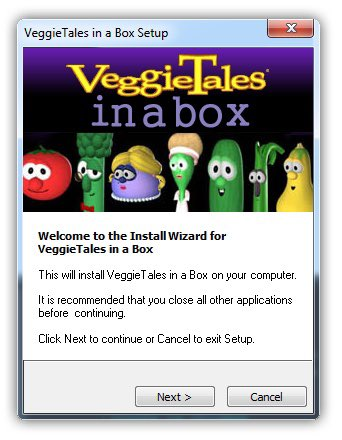 VeggieTales in a Box Setup
VEGGIETALES
in a box
Welcome to the Install Wizard for
VeggieTales in a Box
This will install VeggieTales in a Box on your computer.
It is recommended that you close all other applications
before continuing.
Click Next to continue or Cancel to exit Setup.
Next >
Cancel